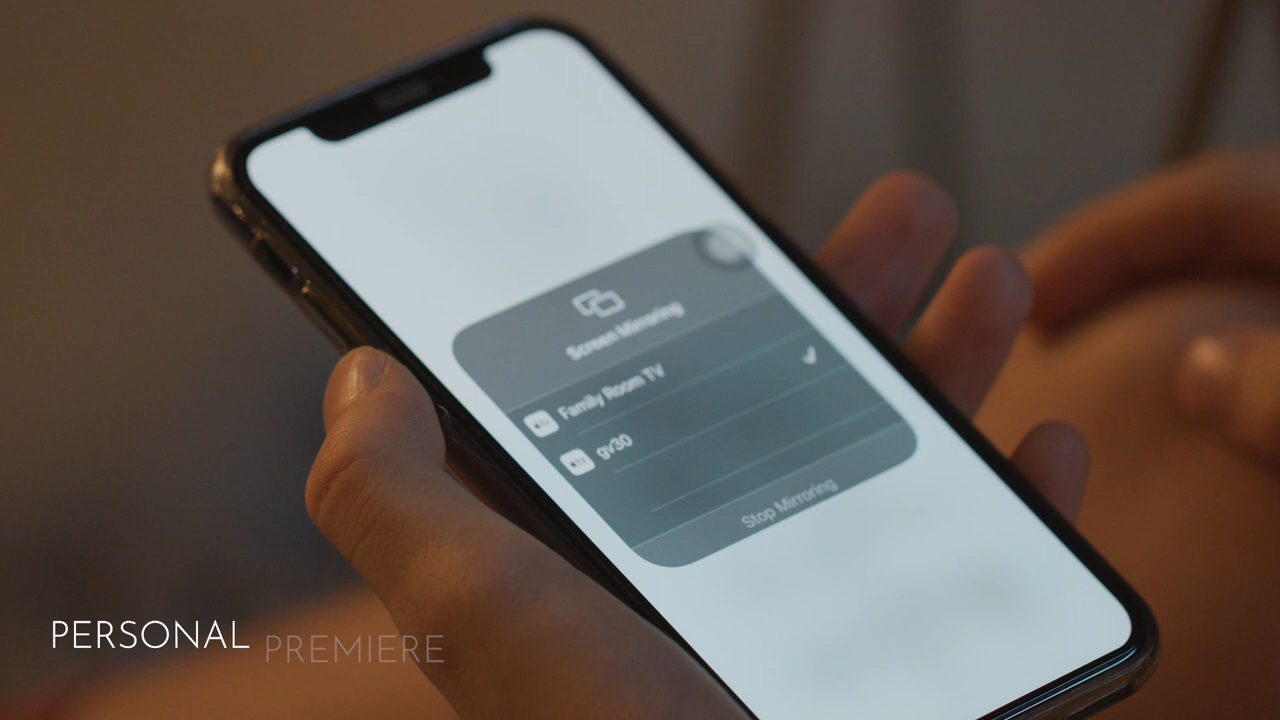 Screen Mirroring
Family Room TV
gv30
Stop Mirroring
PERSONAL PREMIERE